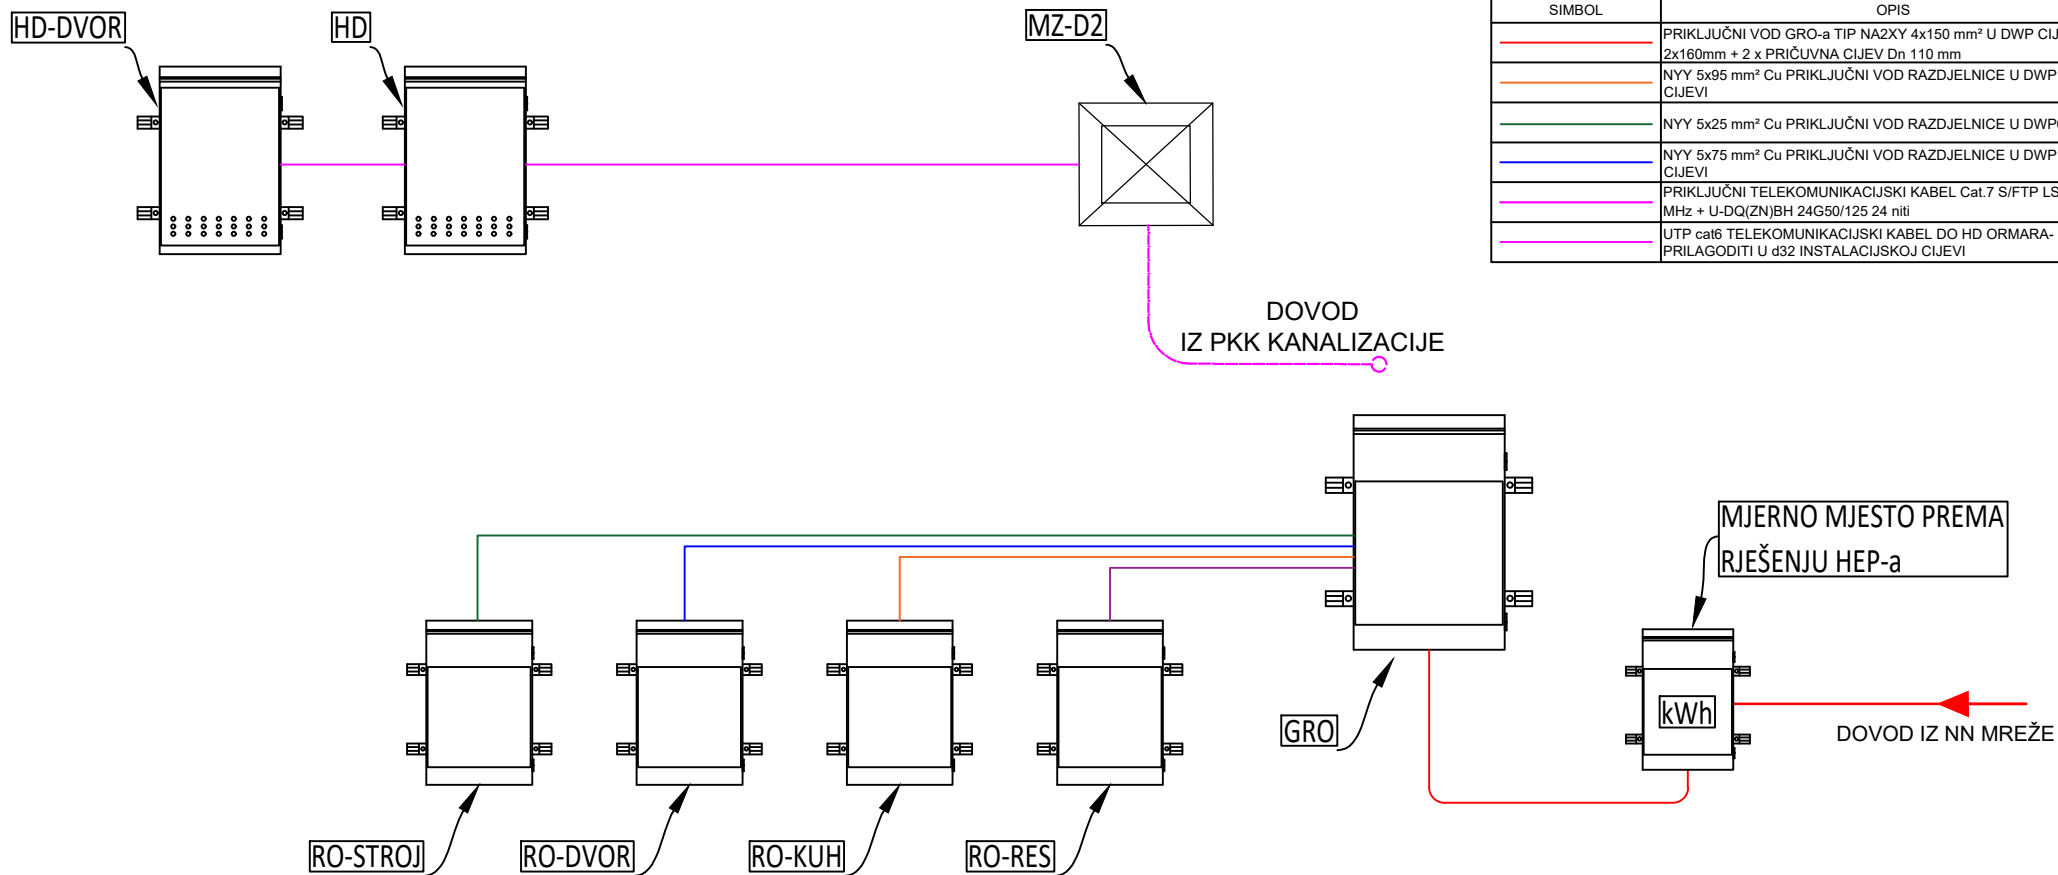 HD-DVOR
HD
MZ-D2
SIMBOL
OPIS
PRIKLJUČNI VOD GRO-a TIP NA2XY 4x150 mm² U DWP CIJ
2x160mm + 2 x PRIČUVNA CIJEV Dn 110 mm
NYY 5x95 mm² Cu PRIKLJUČNI VOD RAZDJELNICE U DWP
CIJEVI
NYY 5x25 mm² Cu PRIKLJUČNI VOD RAZDJELNICE U DWP
NYY 5x75 mm² Cu PRIKLJUČNI VOD RAZDJELNICE U DWP
CIJEVI
PRIKLJUČNI TELEKOMUNIKACIJSKI KABEL Cat.7 S/FTP LS
MHz + U-DQ(ZN)BH 24G50/125 24 niti
UTP cat6 TELEKOMUNIKACIJSKI KABEL DO HD ORMARA-
PRILAGODITI U d32 INSTALACIJSKOJ CIJEVI
DOVOD
IZ PKK KANALIZACIJE
MJERNO MJESTO PREMA
RJEŠENJU HEP-a
kWh
DOVOD IZ NN MREŽE
GRO
RO-STROJ
RO-DVOR
RO-KUH
RO-RES